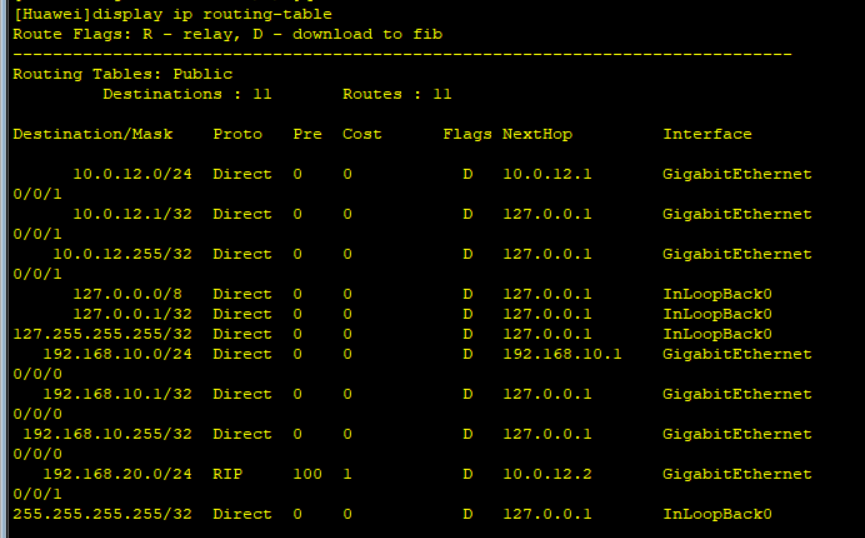 [Huawei]display ip routing-table
Route Flags: R - relay, D - download to fib
------------------------------------------------------------------------------
Routing Tables: Public
         Destinations : 11       Routes : 11

Destination/Mask    Proto   Pre  Cost      Flags NextHop         Interface

      10.0.12.0/24  Direct  0    0           D   10.0.12.1       GigabitEthernet
0/0/1
      10.0.12.1/32  Direct  0    0           D   127.0.0.1       GigabitEthernet
0/0/1
    10.0.12.255/32  Direct  0    0           D   127.0.0.1       GigabitEthernet
0/0/1
      127.0.0.0/8   Direct  0    0           D   127.0.0.1       InLoopBack0
      127.0.0.1/32  Direct  0    0           D   127.0.0.1       InLoopBack0
127.255.255.255/32  Direct  0    0           D   127.0.0.1       InLoopBack0
   192.168.10.0/24  Direct  0    0           D   192.168.10.1    GigabitEthernet
0/0/0
   192.168.10.1/32  Direct  0    0           D   127.0.0.1       GigabitEthernet
0/0/0
 192.168.10.255/32  Direct  0    0           D   127.0.0.1       GigabitEthernet
0/0/0
   192.168.20.0/24  RIP     100  1           D   10.0.12.2       GigabitEthernet
0/0/1
255.255.255.255/32  Direct  0    0           D   127.0.0.1       InLoopBack0